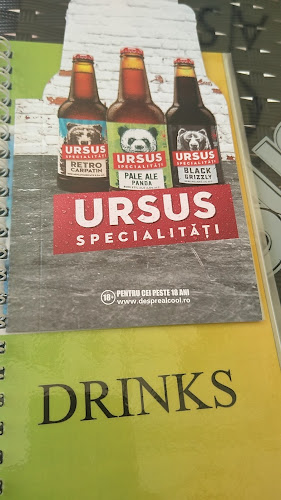 URSUS
SPECIALITĂȚI
RETRO
CARPATIN
URSUS
SPECIALITĂȚI
PALE ALE
PANDA
URSUS
SPECIALITĂȚI
BLACK
GRIZZLY
URSUS
SPECIALITĂȚI
18+ PENTRU CEI PESTE 18 ANI
www.desprealcool.ro
DRINKS